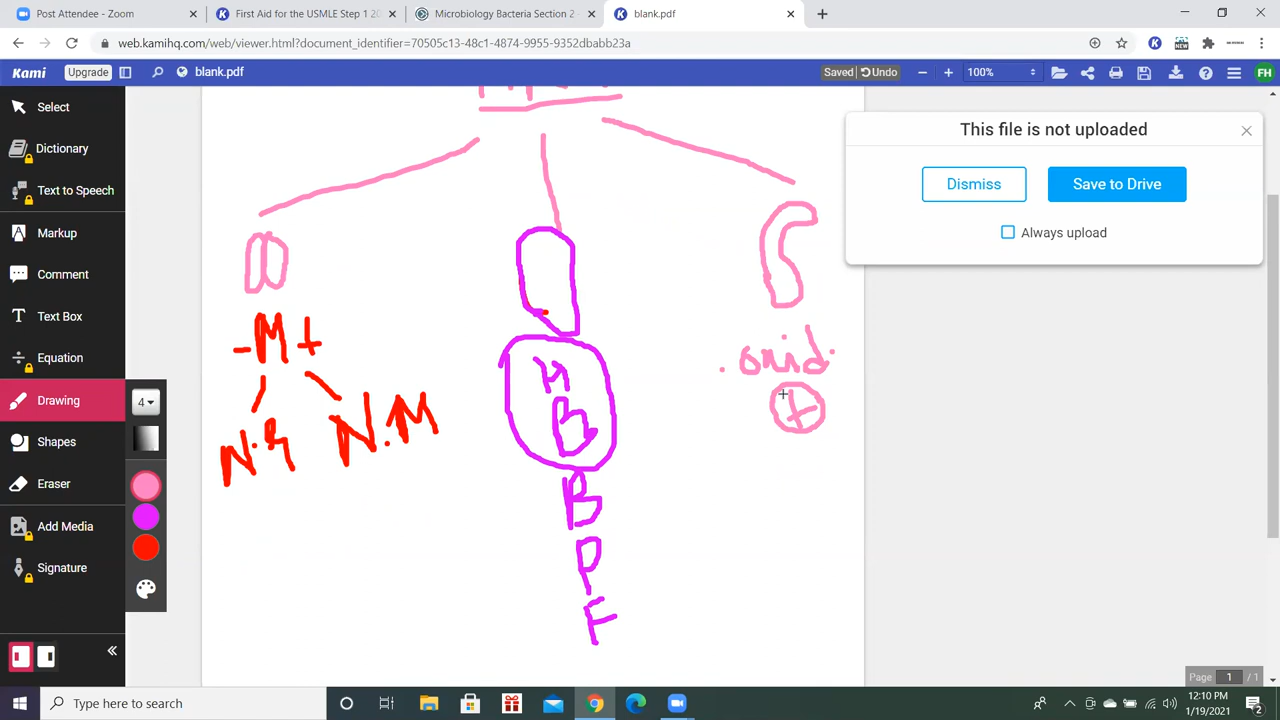 Post Attendee - Zoom
First Aid for the USMLE Step 1 20
Microbiology Bacteria Section 2 -
blank.pdf
web.kamihq.com/web/viewer.html?document_identifier=70505c13-48c1-4874-9955-9352dbabb23a
NEW
Kami
Upgrade
blank.pdf
Saved
Undo
100%
FH
Select
Dictionary
Text to Speech
Markup
Comment
Text Box
Equation
Drawing
Shapes
Eraser
Add Media
Signature
4
This file is not uploaded
Dismiss
Save to Drive
Always upload
- M +
N.M
H
B
B
P
F
+
Page 1 / 1
Type here to search
12:10 PM
1/19/2021
2